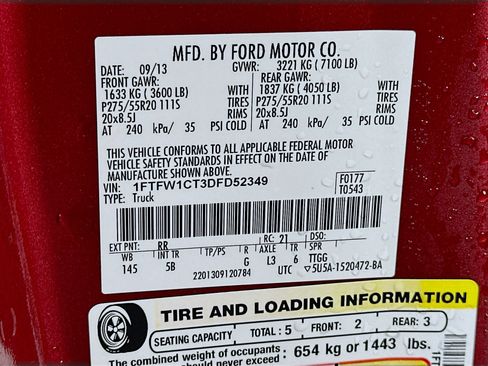 MFD. BY FORD MOTOR CO.
DATE: 09/13 GVWR: 3221 KG ( 7100 LB)
FRONT GAWR: REAR GAWR:
1633 KG ( 3600 LB) WITH 1837 KG ( 4050 LB) WITH
P275/55R20 111S TIRES P275/55R20 111S TIRES
20x8.5J RIMS 20x8.5J RIMS
AT 240 kPa/ 35 PSI COLD AT 240 kPa/ 35 PSI COLD
THIS VEHICLE CONFORMS TO ALL APPLICABLE FEDERAL MOTOR
VEHICLE SAFETY STANDARDS IN EFFECT ON THE DATE OF
MANUFACTURE SHOWN ABOVE.
VIN: 1FTFW1CT3DFD52349 F0177
TYPE: Truck T0543
EXT PNT: RR RC: 21 DSO:
WB INT TR TP/PS R AX TR SPR
145 5B G L3 6 TTGG
2201309120784 UTC ▽5U5A-1520472-BA
TIRE AND LOADING INFORMATION
SEATING CAPACITY TOTAL : 5 FRONT: 2 REAR: 3
The combined weight of occupants
654 kg or 1443 lbs.
should never exceed
1FT